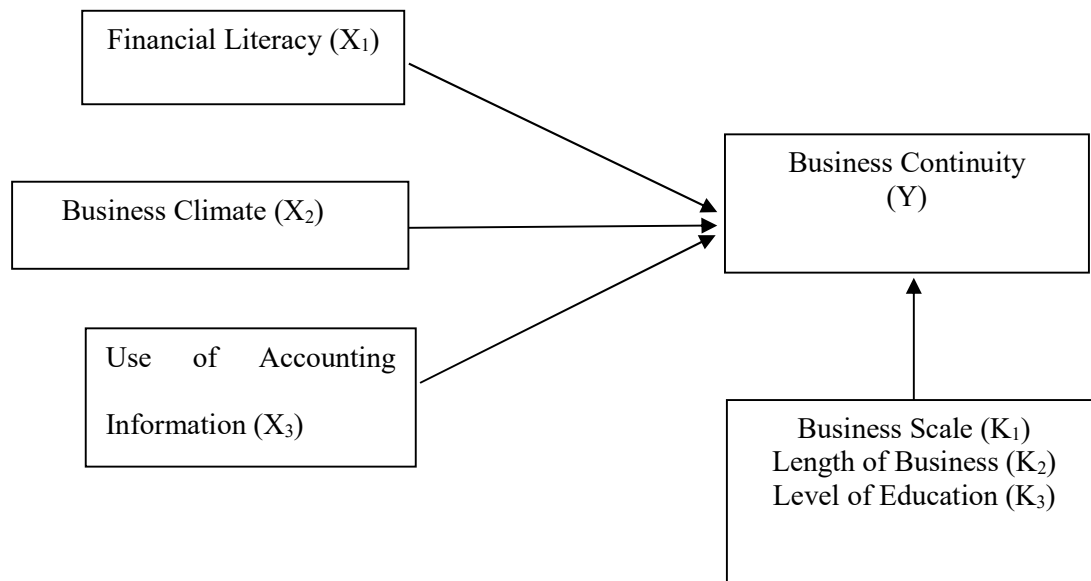 Financial Literacy (X₁)
Business Climate (X₂)
Use of Accounting
Information (X₃)
Business Continuity
(Y)
Business Scale (K₁)
Length of Business (K₂)
Level of Education (K₃)